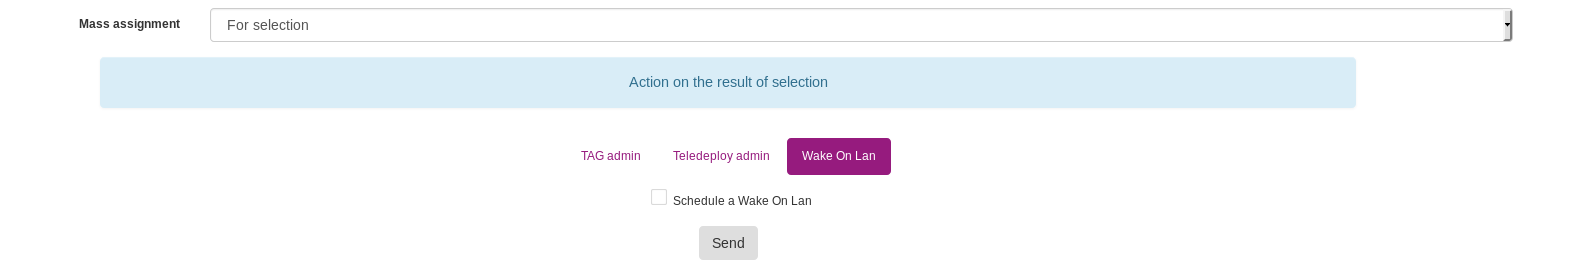 Mass assignment For selection
Action on the result of selection
TAG admin Teledeploy admin Wake On Lan
Schedule a Wake On Lan
Send